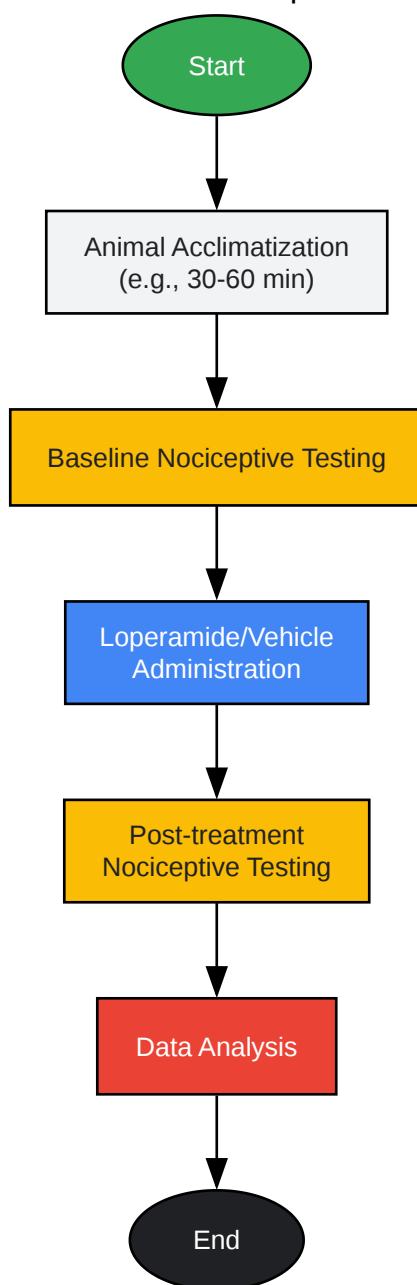 Start
Animal Acclimatization
(e.g., 30-60 min)
Baseline Nociceptive Testing
Loperamide/Vehicle
Administration
Post-treatment
Nociceptive Testing
Data Analysis
End